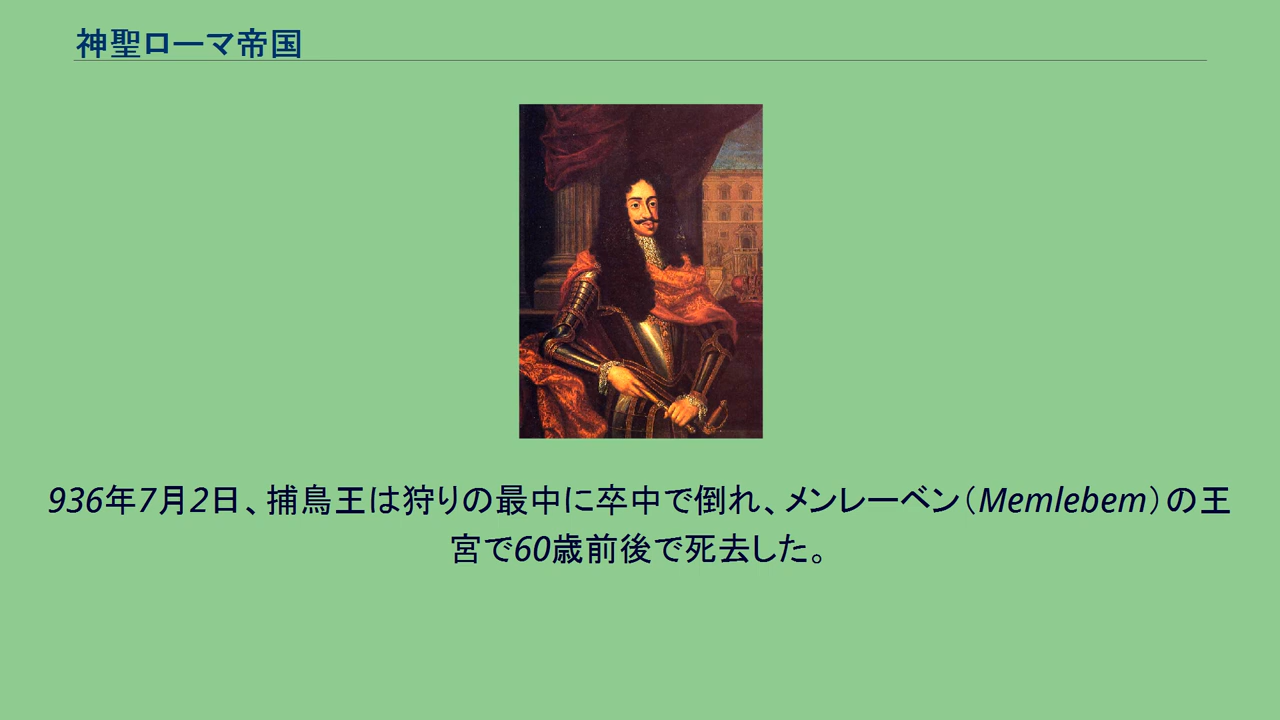 神聖ローマ帝国
936年7月2日、捕鳥王は狩りの最中に卒中で倒れ、メンレーベン（Memlebem）の王
宮で60歳前後で死去した。